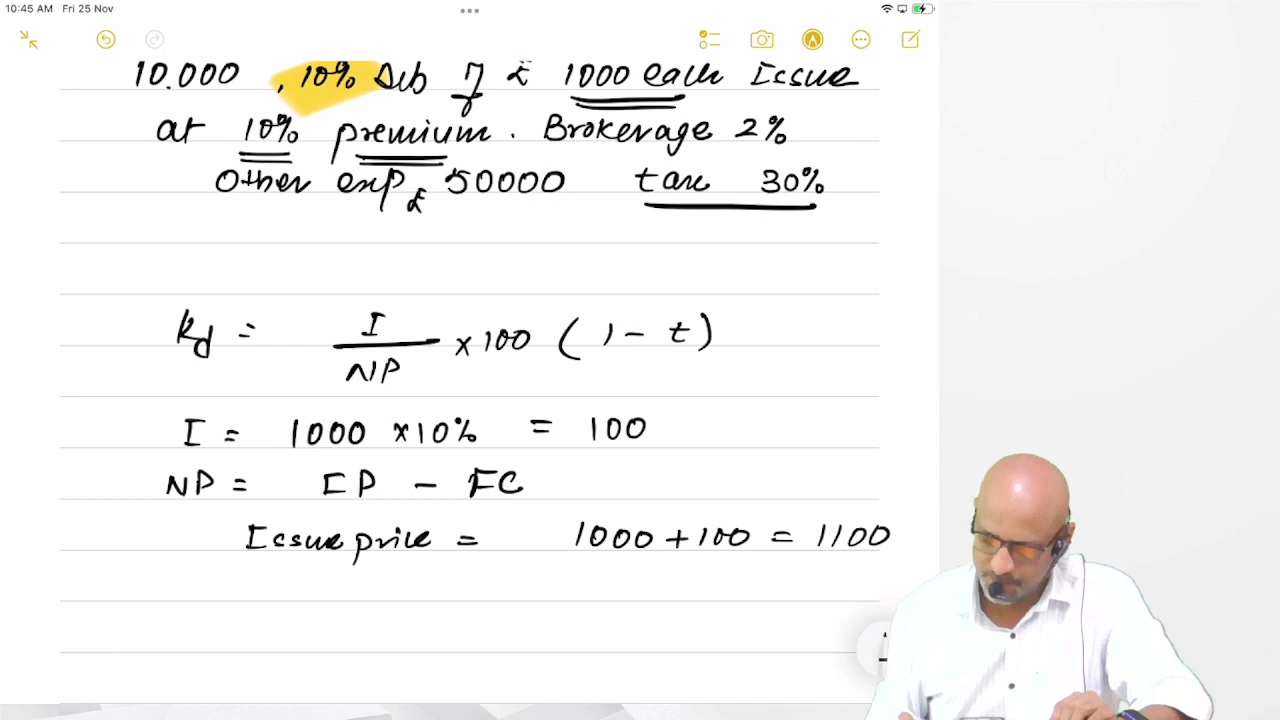 10:45 AM Fri 25 Nov
10.000 , 10% Deb of £ 1000 each Issue
at 10% premium. Brokerage 2%
Other exp £ 50000 tax 30%
Kd = I / NP × 100 (1 - t)
I = 1000 × 10% = 100
NP = IP - FC
Issue price = 1000 + 100 = 1100